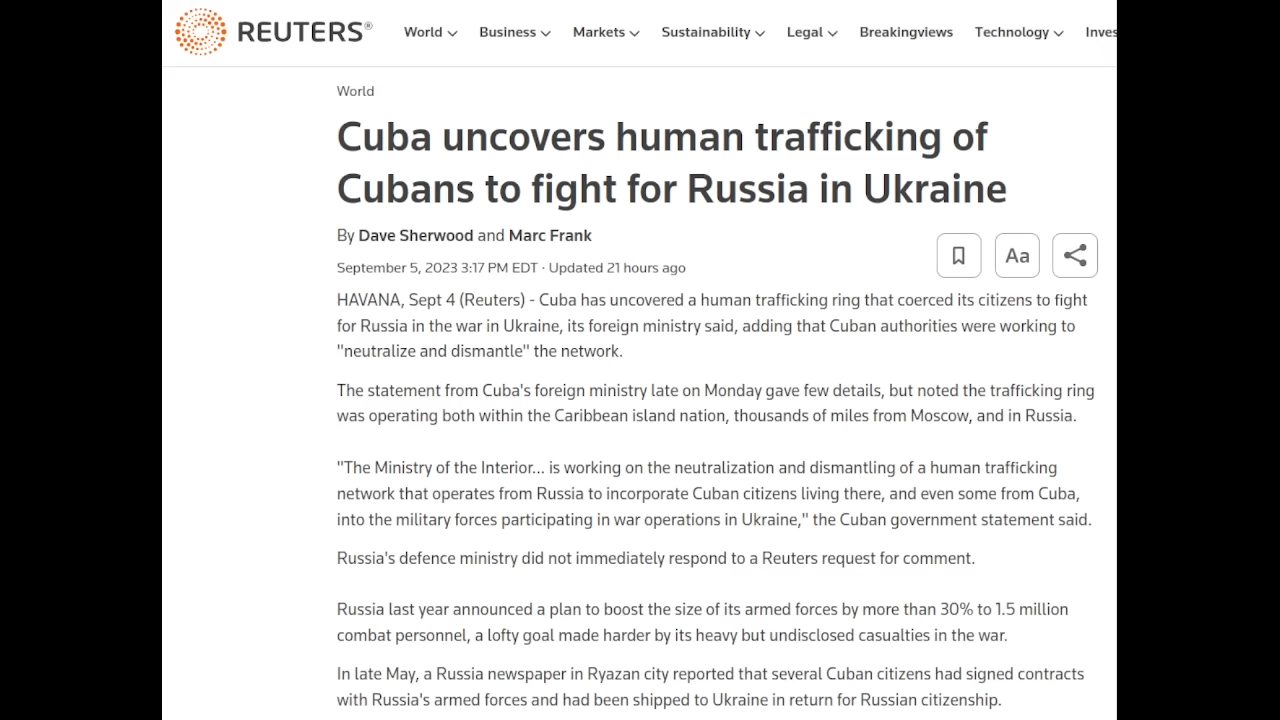 REUTERS®
World Business Markets Sustainability Legal Breakingviews Technology Inves
World
Cuba uncovers human trafficking of
Cubans to fight for Russia in Ukraine
By Dave Sherwood and Marc Frank
September 5, 2023 3:17 PM EDT · Updated 21 hours ago
Aa
HAVANA, Sept 4 (Reuters) - Cuba has uncovered a human trafficking ring that coerced its citizens to fight
for Russia in the war in Ukraine, its foreign ministry said, adding that Cuban authorities were working to
"neutralize and dismantle" the network.
The statement from Cuba's foreign ministry late on Monday gave few details, but noted the trafficking ring
was operating both within the Caribbean island nation, thousands of miles from Moscow, and in Russia.
"The Ministry of the Interior... is working on the neutralization and dismantling of a human trafficking
network that operates from Russia to incorporate Cuban citizens living there, and even some from Cuba,
into the military forces participating in war operations in Ukraine," the Cuban government statement said.
Russia's defence ministry did not immediately respond to a Reuters request for comment.
Russia last year announced a plan to boost the size of its armed forces by more than 30% to 1.5 million
combat personnel, a lofty goal made harder by its heavy but undisclosed casualties in the war.
In late May, a Russia newspaper in Ryazan city reported that several Cuban citizens had signed contracts
with Russia's armed forces and had been shipped to Ukraine in return for Russian citizenship.